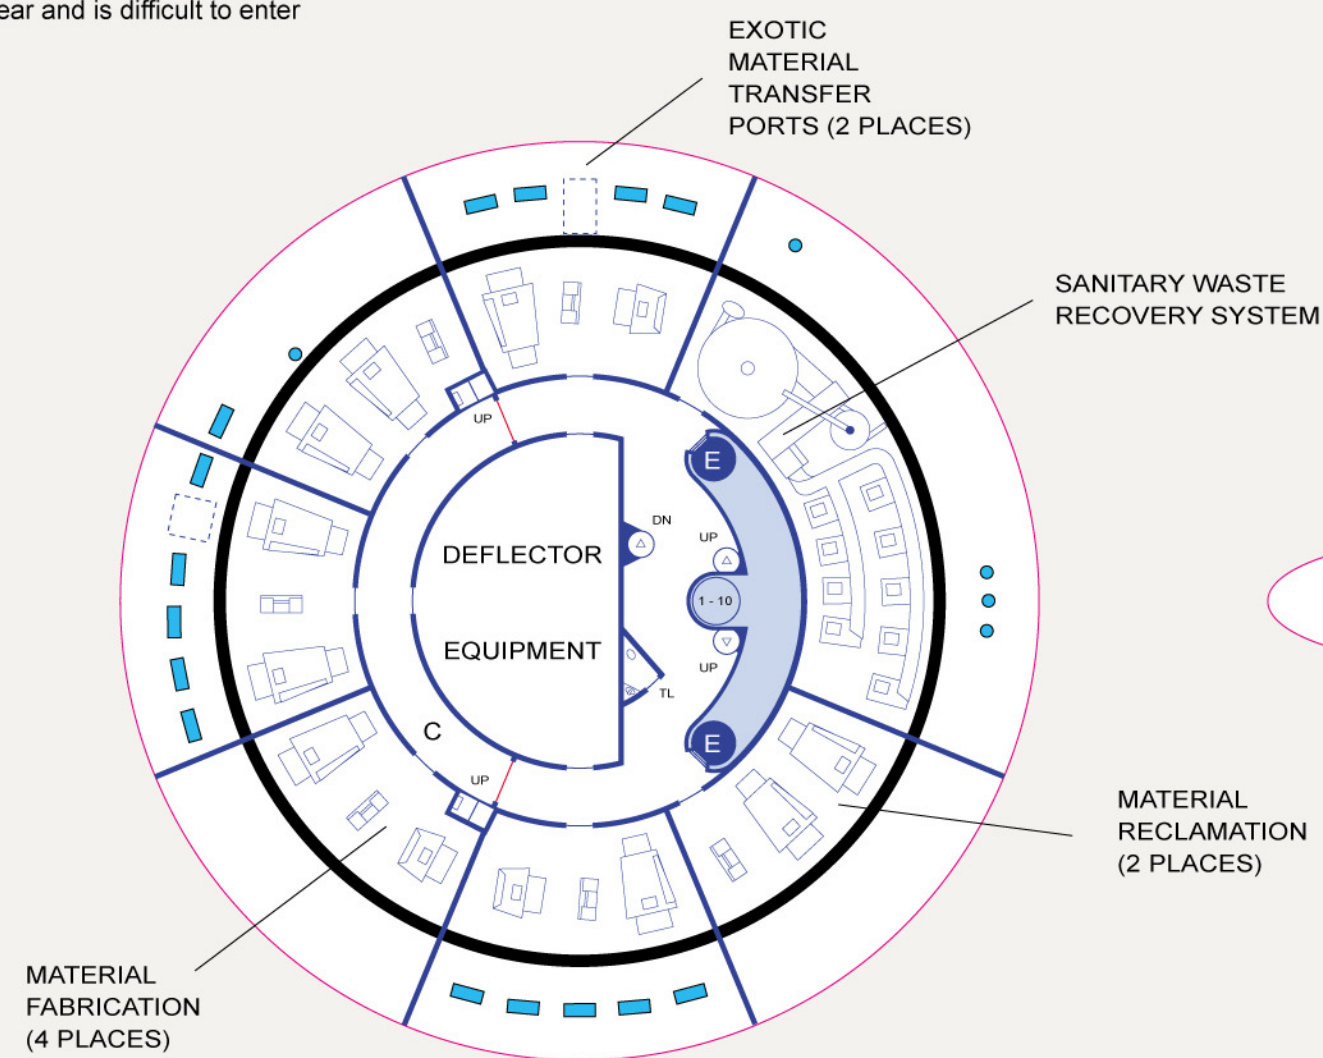 ear and is difficult to enter
EXOTIC
MATERIAL
TRANSFER
PORTS (2 PLACES)
SANITARY WASTE
RECOVERY SYSTEM
UP
E
DN
UP
DEFLECTOR
1 - 10
EQUIPMENT
UP
TL
C
E
UP
MATERIAL
RECLAMATION
(2 PLACES)
MATERIAL
FABRICATION
(4 PLACES)